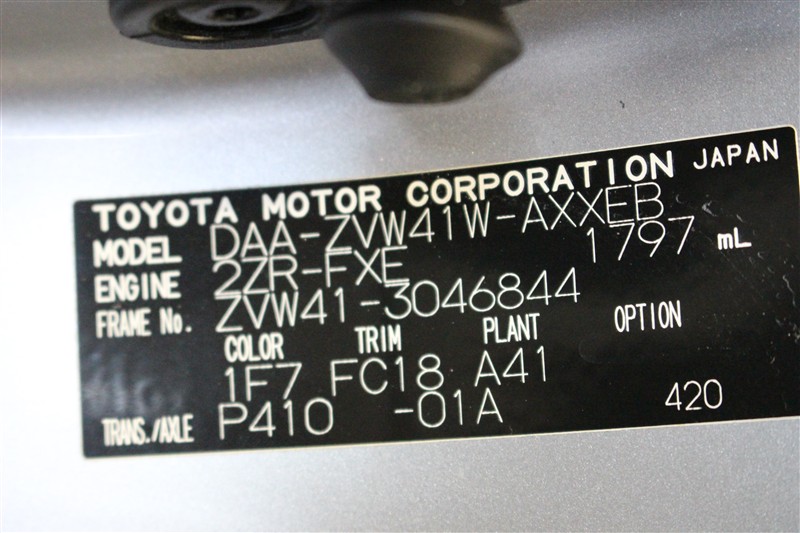 TOYOTA MOTOR CORPORATION JAPAN
MODEL DAA-ZVW41W-AXXEB
ENGINE 2ZR-FXE 1797 mL
FRAME No. ZVW41-3046844
COLOR TRIM PLANT OPTION
1F7 FC18 A41
TRANS./AXLE P410 -01A 420